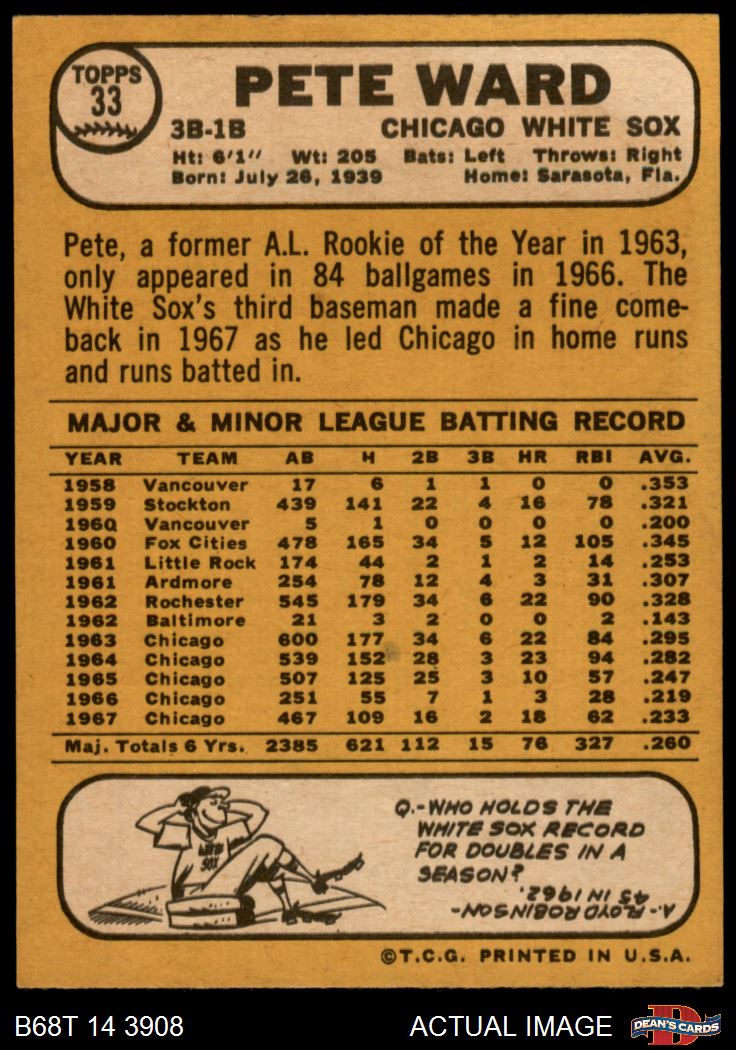 TOPPS
33
PETE WARD
3B-1B CHICAGO WHITE SOX
Ht: 6'1" Wt: 205 Bats: Left Throws: Right
Born: July 26, 1939 Home: Sarasota, Fla.
Pete, a former A.L. Rookie of the Year in 1963,
only appeared in 84 ballgames in 1966. The
White Sox's third baseman made a fine come-
back in 1967 as he led Chicago in home runs
and runs batted in.
MAJOR & MINOR LEAGUE BATTING RECORD
YEAR TEAM AB H 2B 3B HR RBI AVG.
1958 Vancouver 17 6 1 1 0 0 .353
1959 Stockton 439 141 22 4 16 78 .321
1960 Vancouver 5 1 0 0 0 0 .200
1960 Fox Cities 478 165 34 5 12 105 .345
1961 Little Rock 174 44 2 1 2 14 .253
1961 Ardmore 254 78 12 4 3 31 .307
1962 Rochester 545 179 34 6 22 90 .328
1962 Baltimore 21 3 2 0 0 2 .143
1963 Chicago 600 177 34 6 22 84 .295
1964 Chicago 539 152 28 3 23 94 .282
1965 Chicago 507 125 25 3 10 57 .247
1966 Chicago 251 55 7 1 3 28 .219
1967 Chicago 467 109 16 2 18 62 .233
Maj. Totals 6 Yrs. 2385 621 112 15 76 327 .260
WHITE
SOX
Q.-WHO HOLDS THE
WHITE SOX RECORD
FOR DOUBLES IN A
SEASON?
A.-FLOYD ROBINSON-
45 IN 1962.
©T.C.G. PRINTED IN U.S.A.
B68T 14 3908 ACTUAL IMAGE
D
DEAN'S CARDS